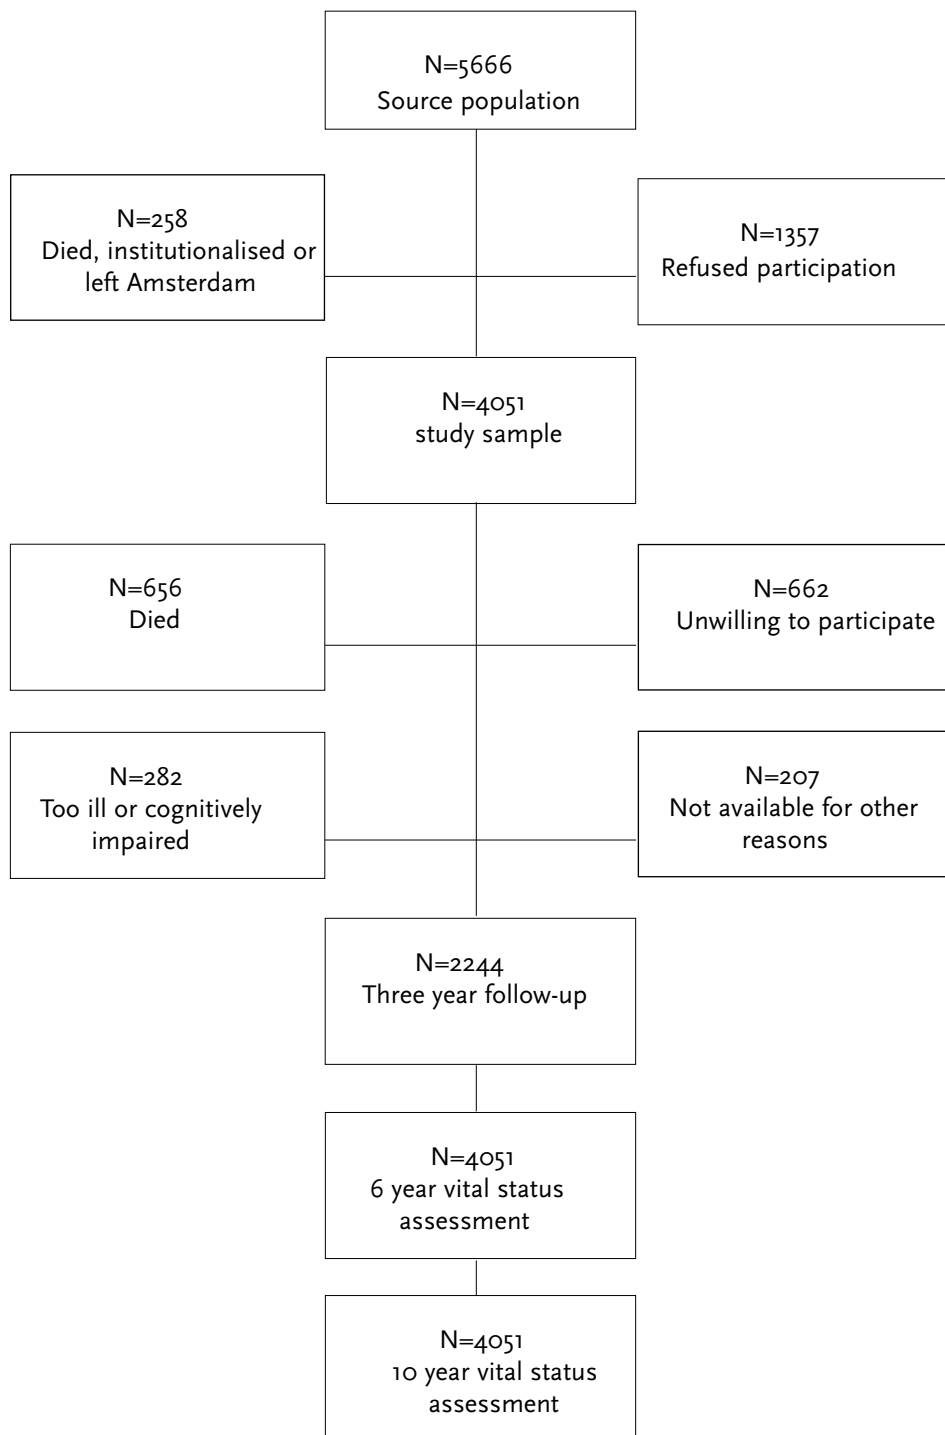 N=5666
Source population
N=258
Died, institutionalised or
left Amsterdam
N=1357
Refused participation
N=4051
study sample
N=656
Died
N=662
Unwilling to participate
N=282
Too ill or cognitively
impaired
N=207
Not available for other
reasons
N=2244
Three year follow-up
N=4051
6 year vital status
assessment
N=4051
10 year vital status
assessment